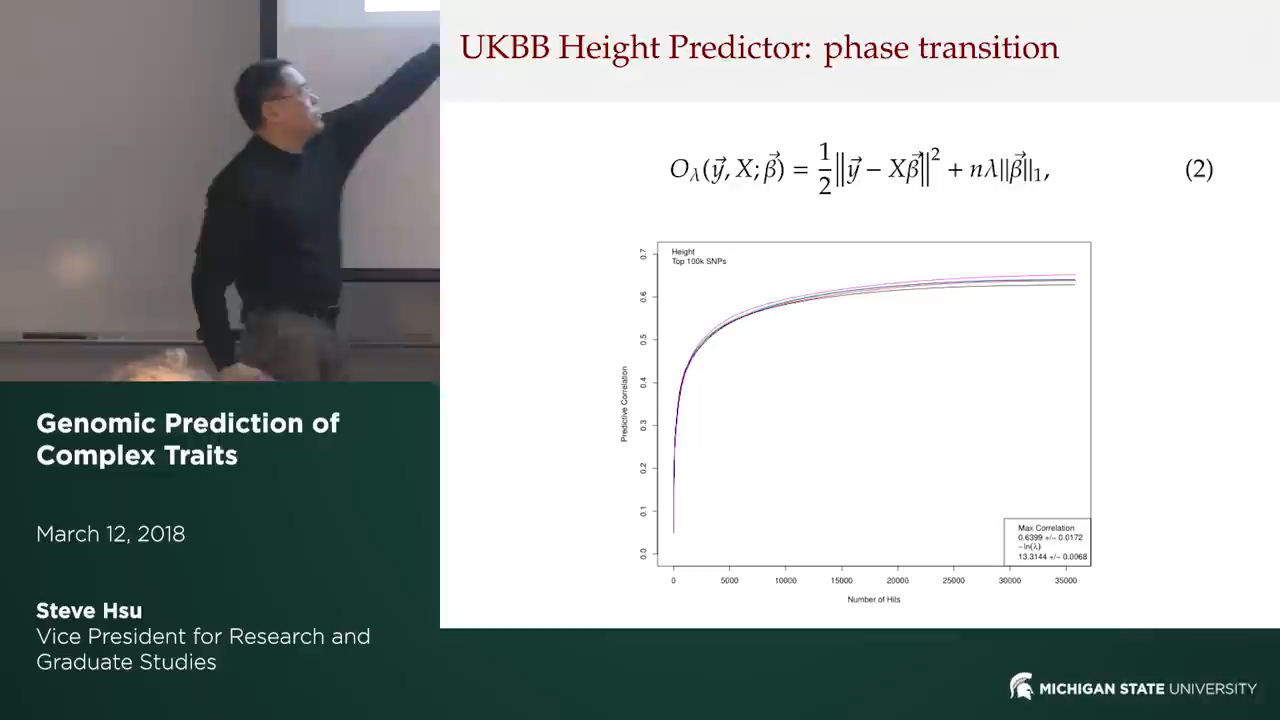 UKBB Height Predictor: phase transition
O_λ(y⃗, X; β⃗) = 1/2 ‖y⃗ − Xβ⃗‖² + nλ‖β⃗‖₁, (2)
Height
Top 100k SNPs
Predictive Correlation
0.7
0.6
0.5
0.4
0.3
0.2
0.1
0.0
Max Correlation
0.6399 +/− 0.0172
−ln(λ)
13.3144 +/− 0.0068
0 5000 10000 15000 20000 25000 30000 35000
Number of Hits
Genomic Prediction of
Complex Traits
March 12, 2018
Steve Hsu
Vice President for Research and
Graduate Studies
MICHIGAN STATE UNIVERSITY